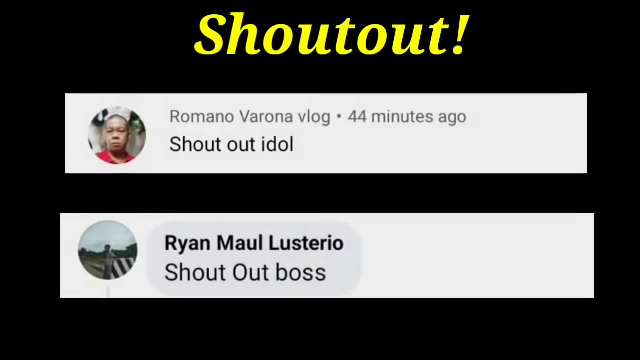 Shoutout!
Romano Varona vlog • 44 minutes ago
Shout out idol
Ryan Maul Lusterio
Shout Out boss